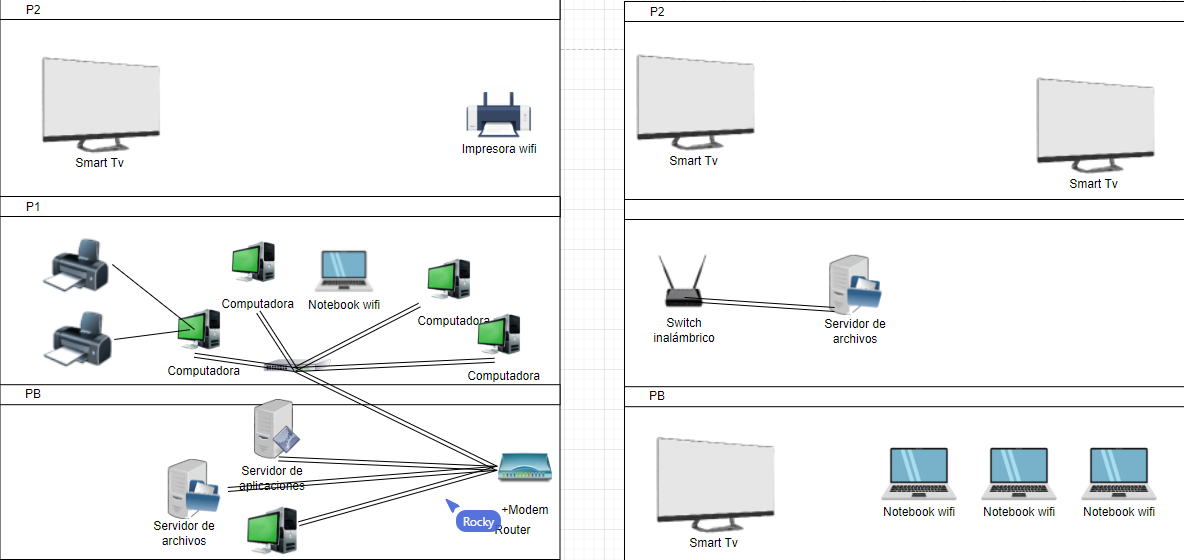 P2
Smart Tv
Impresora wifi
P1
Computadora
Notebook wifi
Computadora
Computadora
Computadora
PB
Servidor de
aplicaciones
Servidor de
archivos
+Modem
Router
Rocky
P2
Smart Tv
Smart Tv
Switch
inalámbrico
Servidor de
archivos
PB
Smart Tv
Notebook wifi
Notebook wifi
Notebook wifi